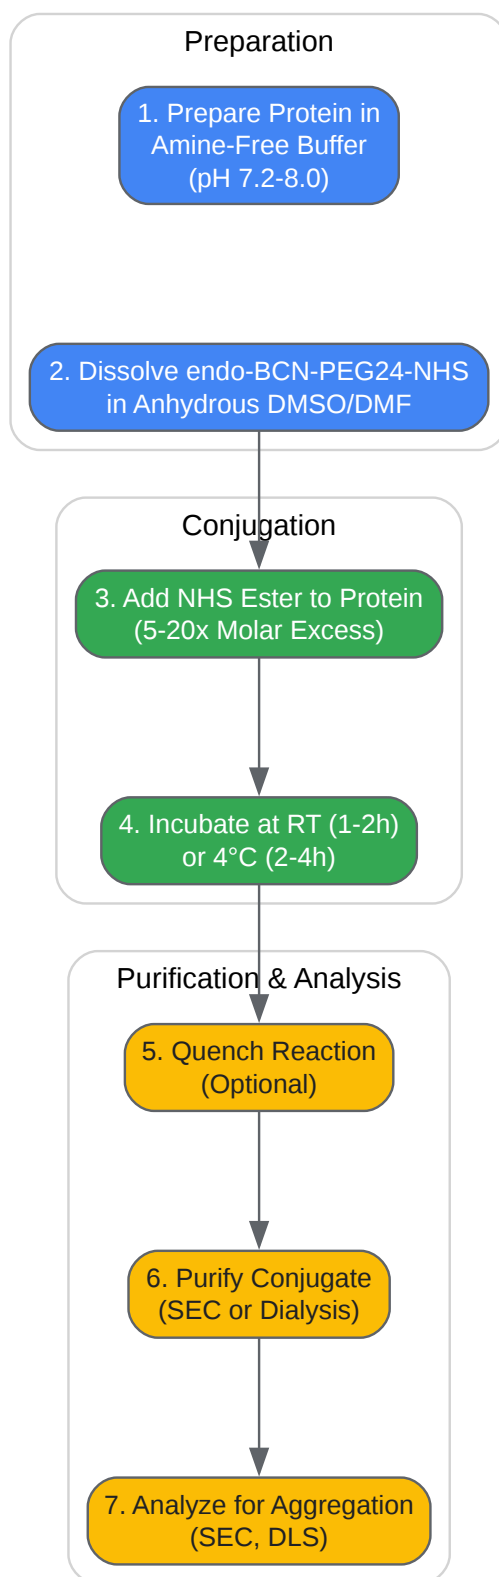 Preparation
1. Prepare Protein in
Amine-Free Buffer
(pH 7.2-8.0)
2. Dissolve endo-BCN-PEG24-NHS
in Anhydrous DMSO/DMF
Conjugation
3. Add NHS Ester to Protein
(5-20x Molar Excess)
4. Incubate at RT (1-2h)
or 4°C (2-4h)
Purification & Analysis
5. Quench Reaction
(Optional)
6. Purify Conjugate
(SEC or Dialysis)
7. Analyze for Aggregation
(SEC, DLS)